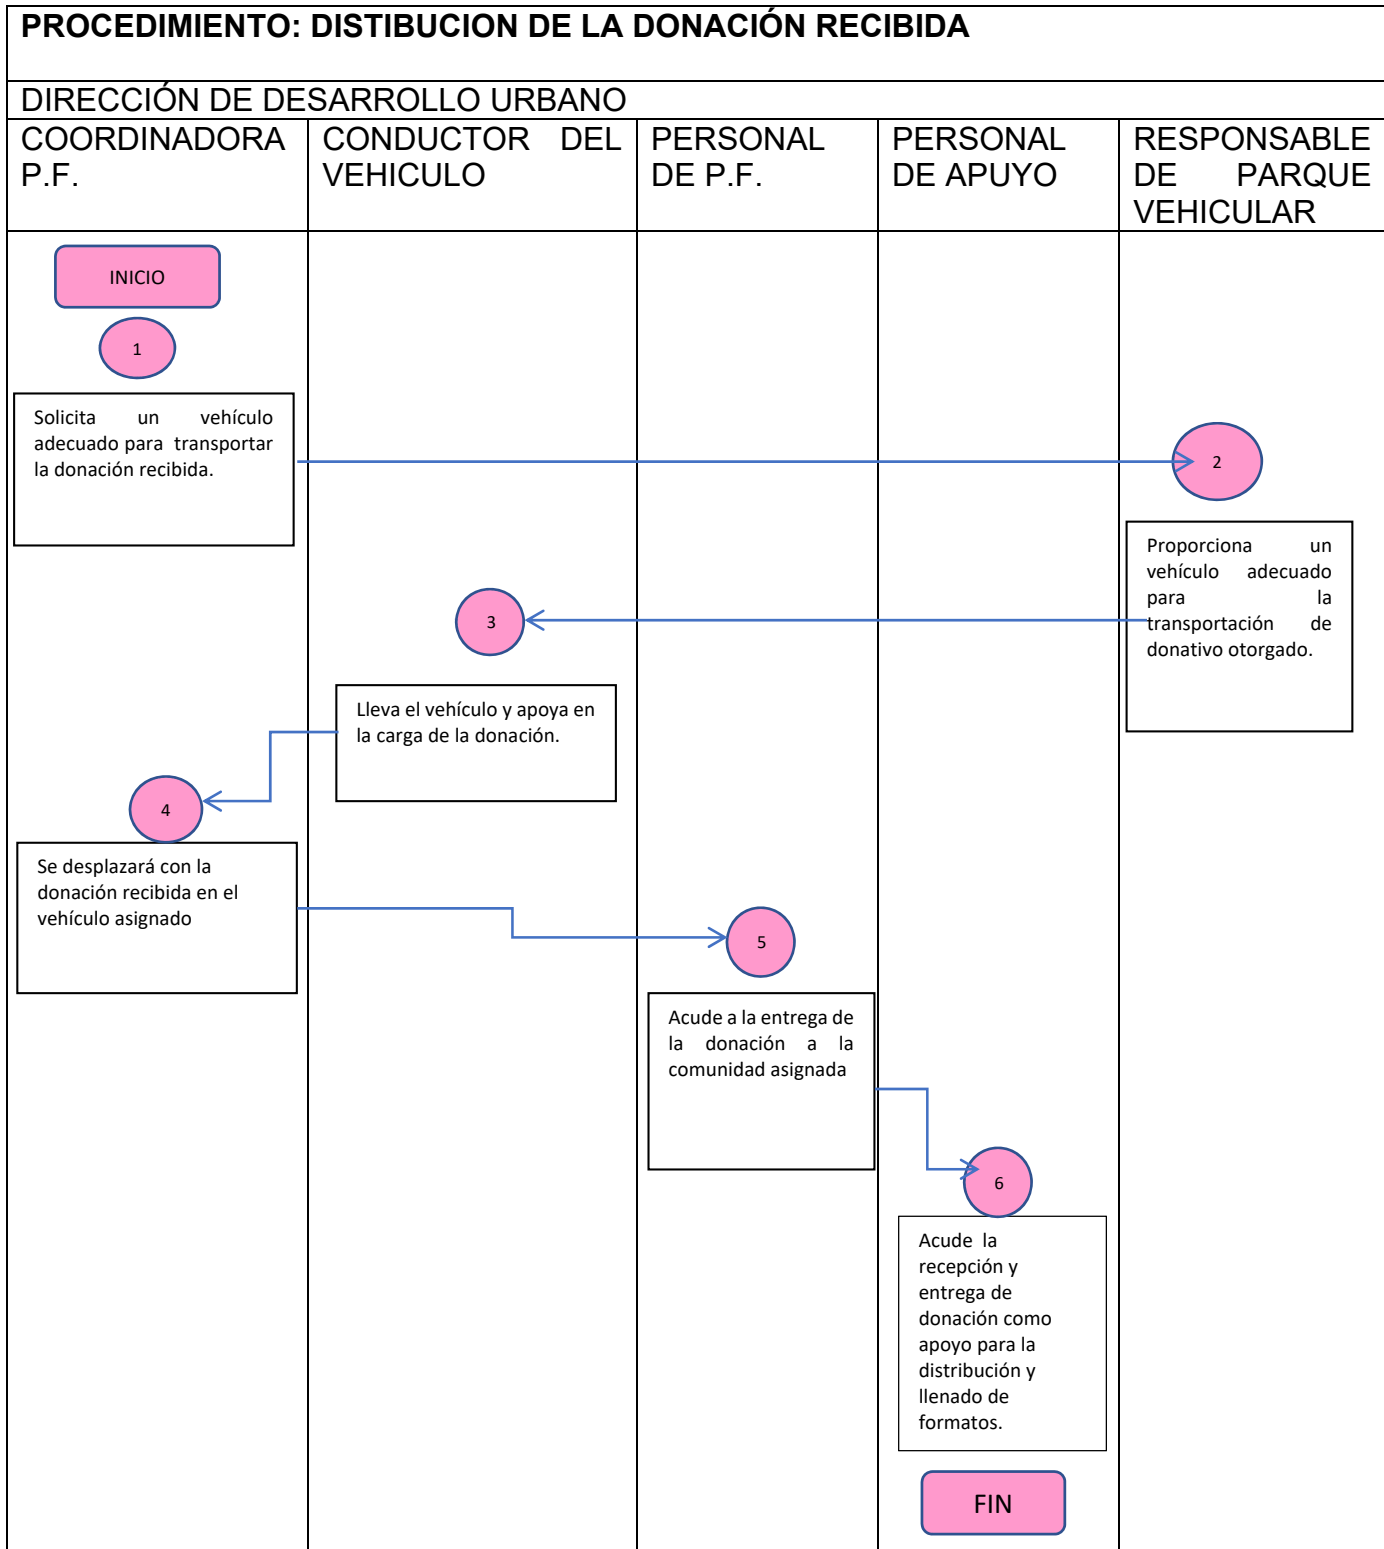 PROCEDIMIENTO: DISTIBUCION DE LA DONACIÓN RECIBIDA
DIRECCIÓN DE DESARROLLO URBANO
COORDINADORA
P.F.
CONDUCTOR DEL
VEHICULO
PERSONAL
DE P.F.
PERSONAL
DE APUYO
RESPONSABLE
DE PARQUE
VEHICULAR
INICIO
1
Solicita un vehículo
adecuado para transportar
la donación recibida.
2
Proporciona un
vehículo adecuado
para la
transportación de
donativo otorgado.
3
Lleva el vehículo y apoya en
la carga de la donación.
4
Se desplazará con la
donación recibida en el
vehículo asignado
5
Acude a la entrega de
la donación a la
comunidad asignada
6
Acude la
recepción y
entrega de
donación como
apoyo para la
distribución y
llenado de
formatos.
FIN